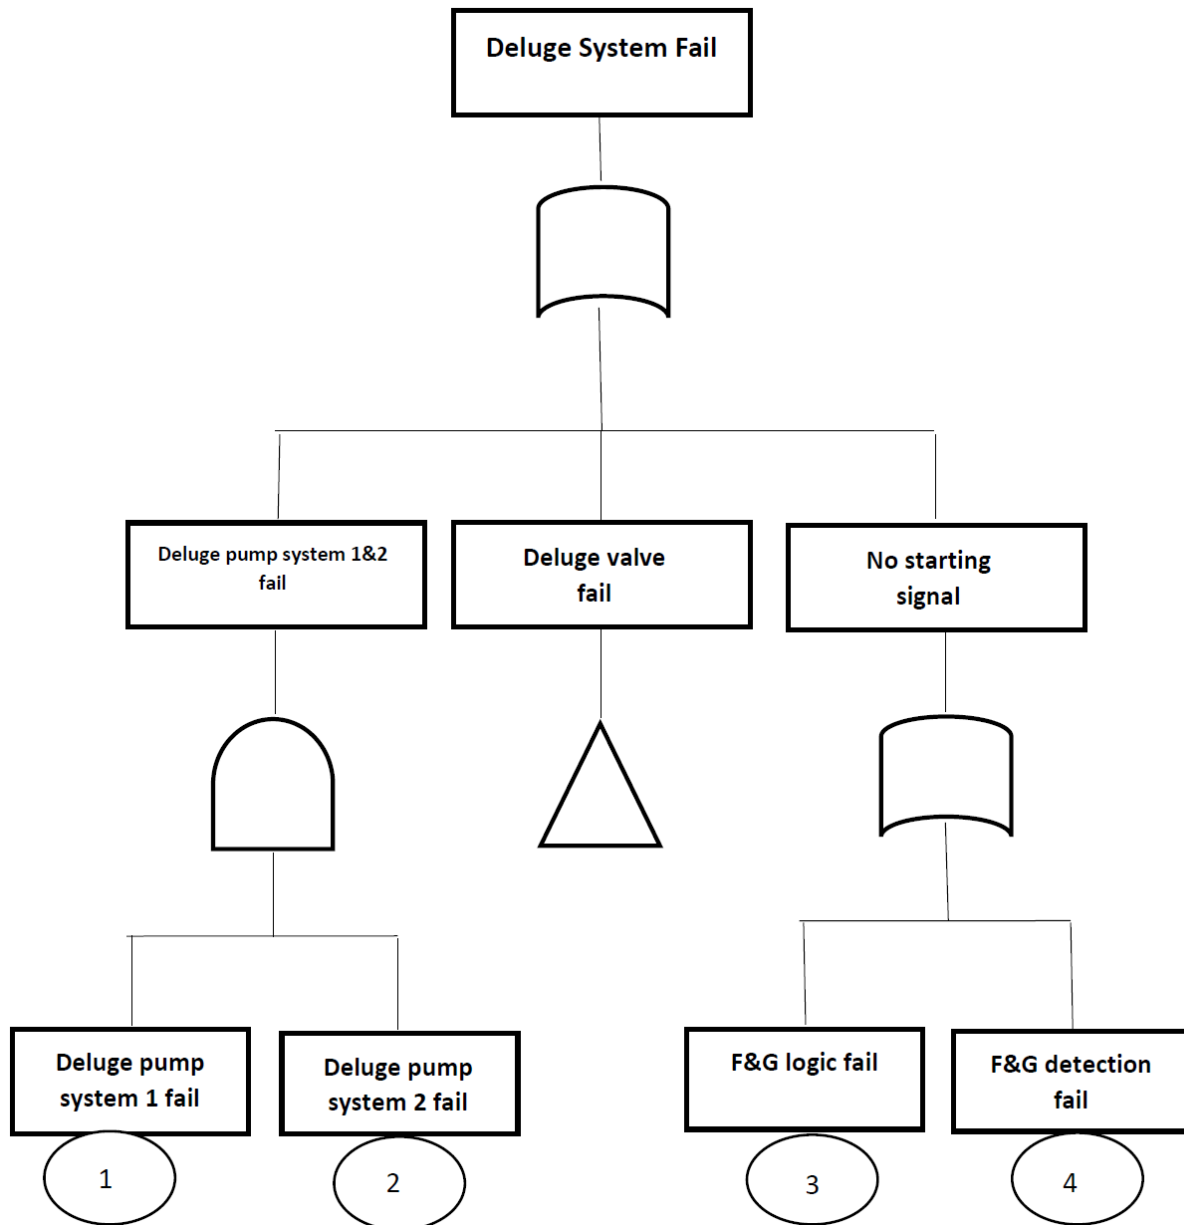 Deluge System Fail
Deluge pump system 1&2
fail
Deluge valve
fail
No starting
signal
Deluge pump
system 1 fail
Deluge pump
system 2 fail
F&G logic fail
F&G detection
fail
1
2
3
4